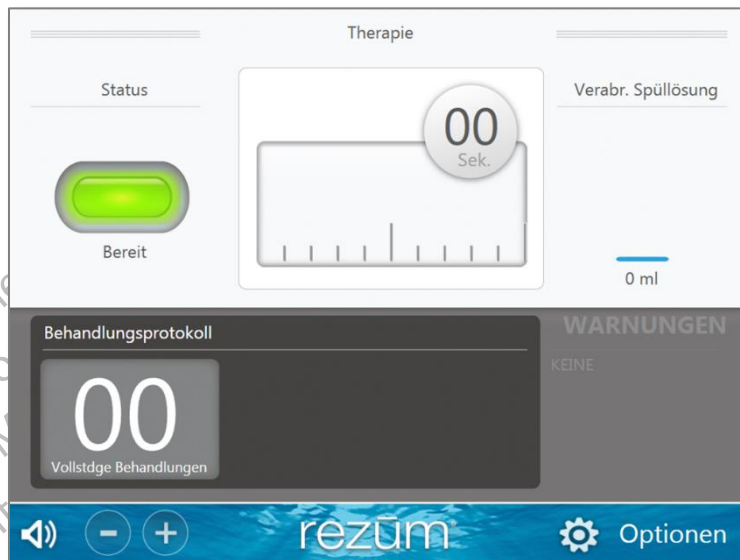 Therapie
Status
00
Sek.
Verabr. Spüllösung
Bereit
0 ml
Behandlungsprotokoll
00
Vollstdge Behandlungen
WARNUNGEN
KEINE
rezūm
Optionen